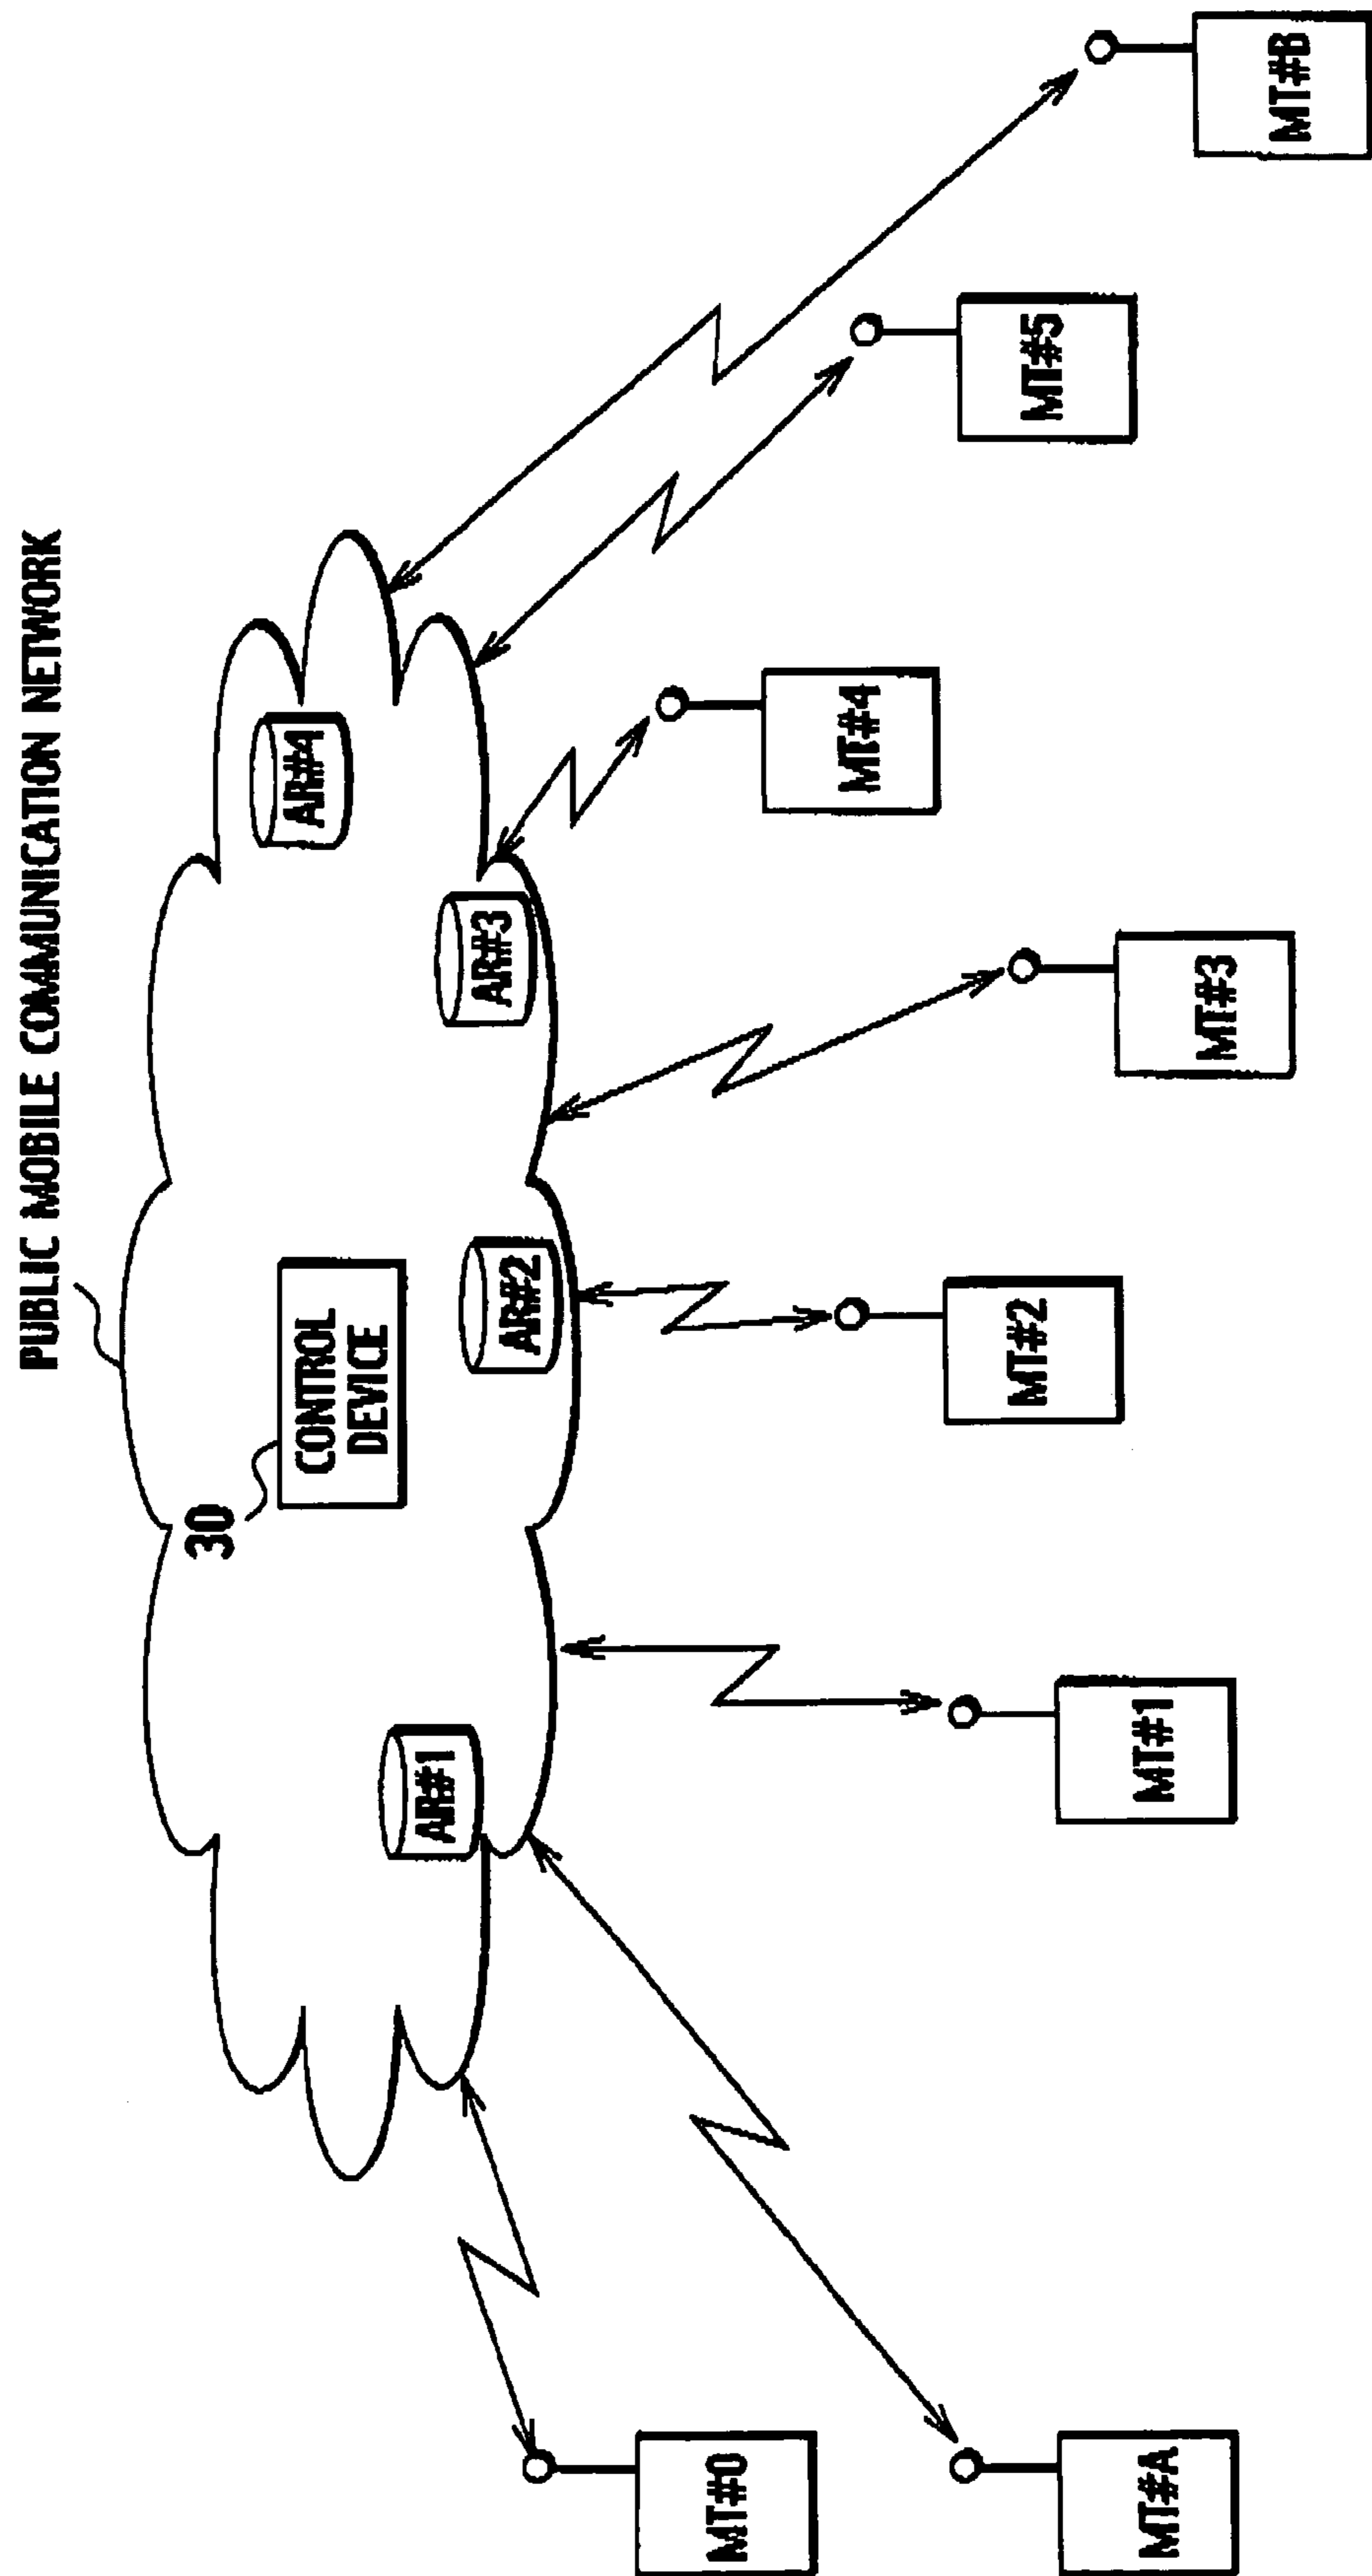 PUBLIC MOBILE COMMUNICATION NETWORK
30
CONTROL
DEVICE
AR#1
AR#2
AR#3
AR#4
MT#0
MT#A
MT#1
MT#2
MT#3
MT#4
MT#5
MT#B